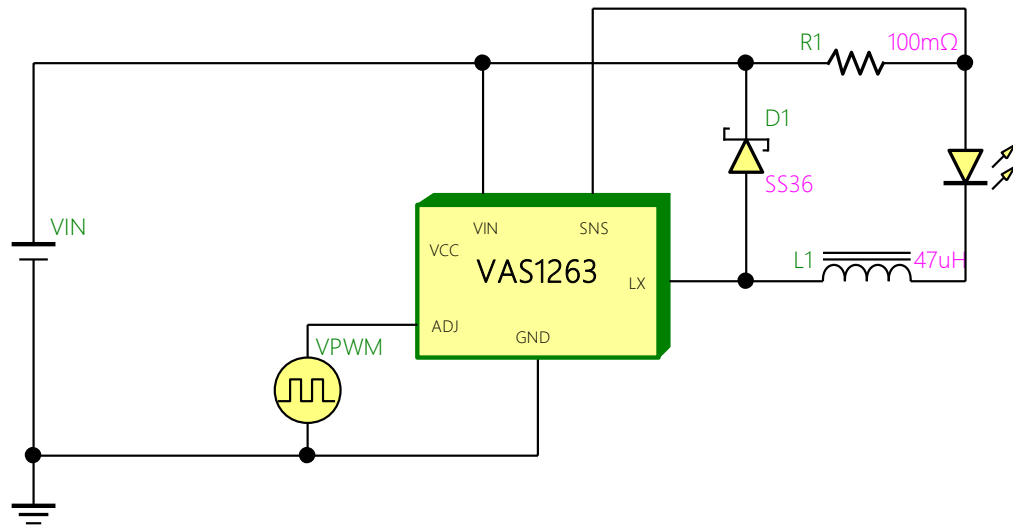 R1 100mΩ
D1
SS36
VIN
VIN SNS
VCC
VAS1263
LX
L1 47uH
ADJ
GND
VPWM